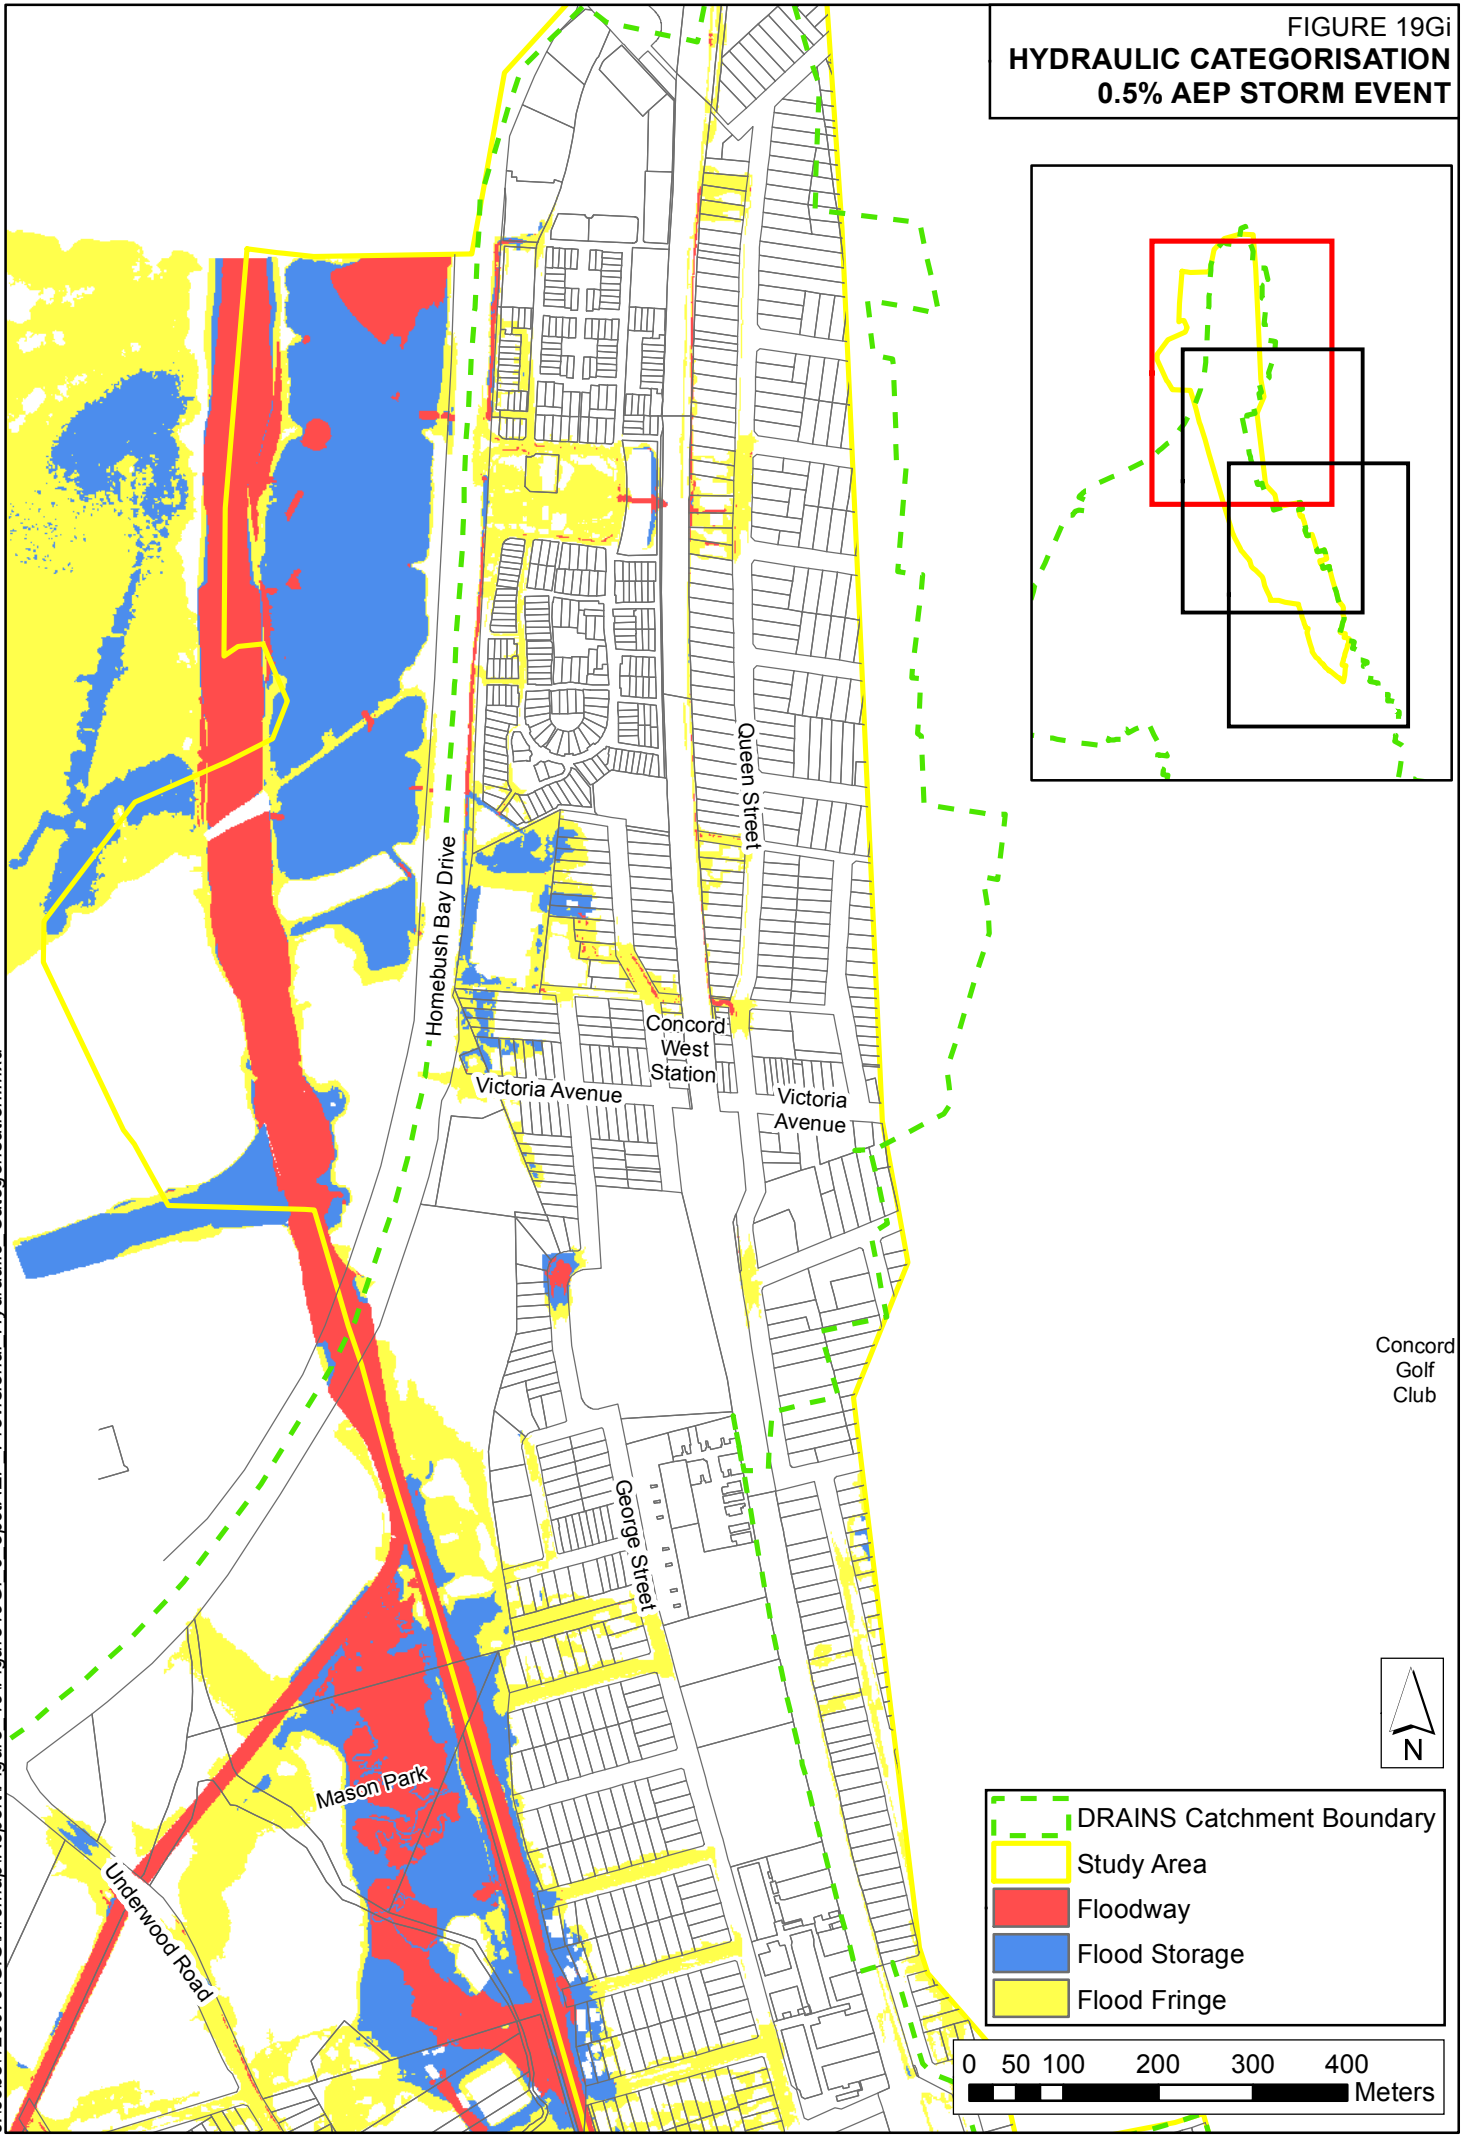 FIGURE 19Gi
HYDRAULIC CATEGORISATION
0.5% AEP STORM EVENT
Queen Street
Homebush Bay Drive
Concord
West
Station
Victoria Avenue
Victoria
Avenue
Concord
Golf
Club
George Street
Mason Park
Underwood Road
N
DRAINS Catchment Boundary
Study Area
Floodway
Flood Storage
Flood Fringe
0 50 100 200 300 400
Meters